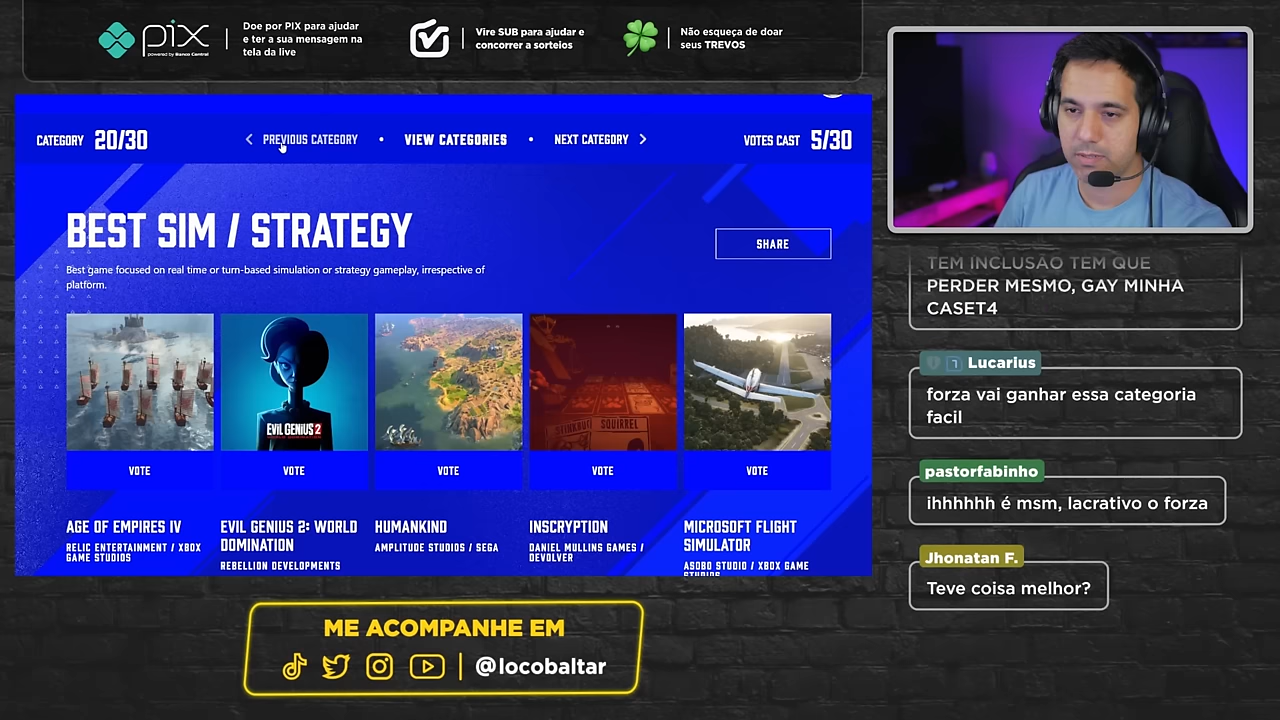 pix
powered by Banco Central
Doe por PIX para ajudar
e ter a sua mensagem na
tela da live
Vire SUB para ajudar e
concorrer a sorteios
Não esqueça de doar
seus TREVOS
CATEGORY 20/30
PREVIOUS CATEGORY • VIEW CATEGORIES • NEXT CATEGORY
VOTES CAST 5/30
BEST SIM / STRATEGY
SHARE
Best game focused on real time or turn-based simulation or strategy gameplay, irrespective of
platform.
EVIL GENIUS 2
SQUIRREL
VOTE
VOTE
VOTE
VOTE
VOTE
AGE OF EMPIRES IV
RELIC ENTERTAINMENT / XBOX
GAME STUDIOS
EVIL GENIUS 2: WORLD
DOMINATION
REBELLION DEVELOPMENTS
HUMANKIND
AMPLITUDE STUDIOS / SEGA
INSCRYPTION
DANIEL MULLINS GAMES /
DEVOLVER
MICROSOFT FLIGHT
SIMULATOR
ASOBO STUDIO / XBOX GAME
STUDIOS
TEM INCLUSÃO TEM QUE
PERDER MESMO, GAY MINHA
CASET4
7 Lucarius
forza vai ganhar essa categoria
facil
pastorfabinho
ihhhhhh é msm, lacrativo o forza
Jhonatan F.
Teve coisa melhor?
ME ACOMPANHE EM
@locobaltar